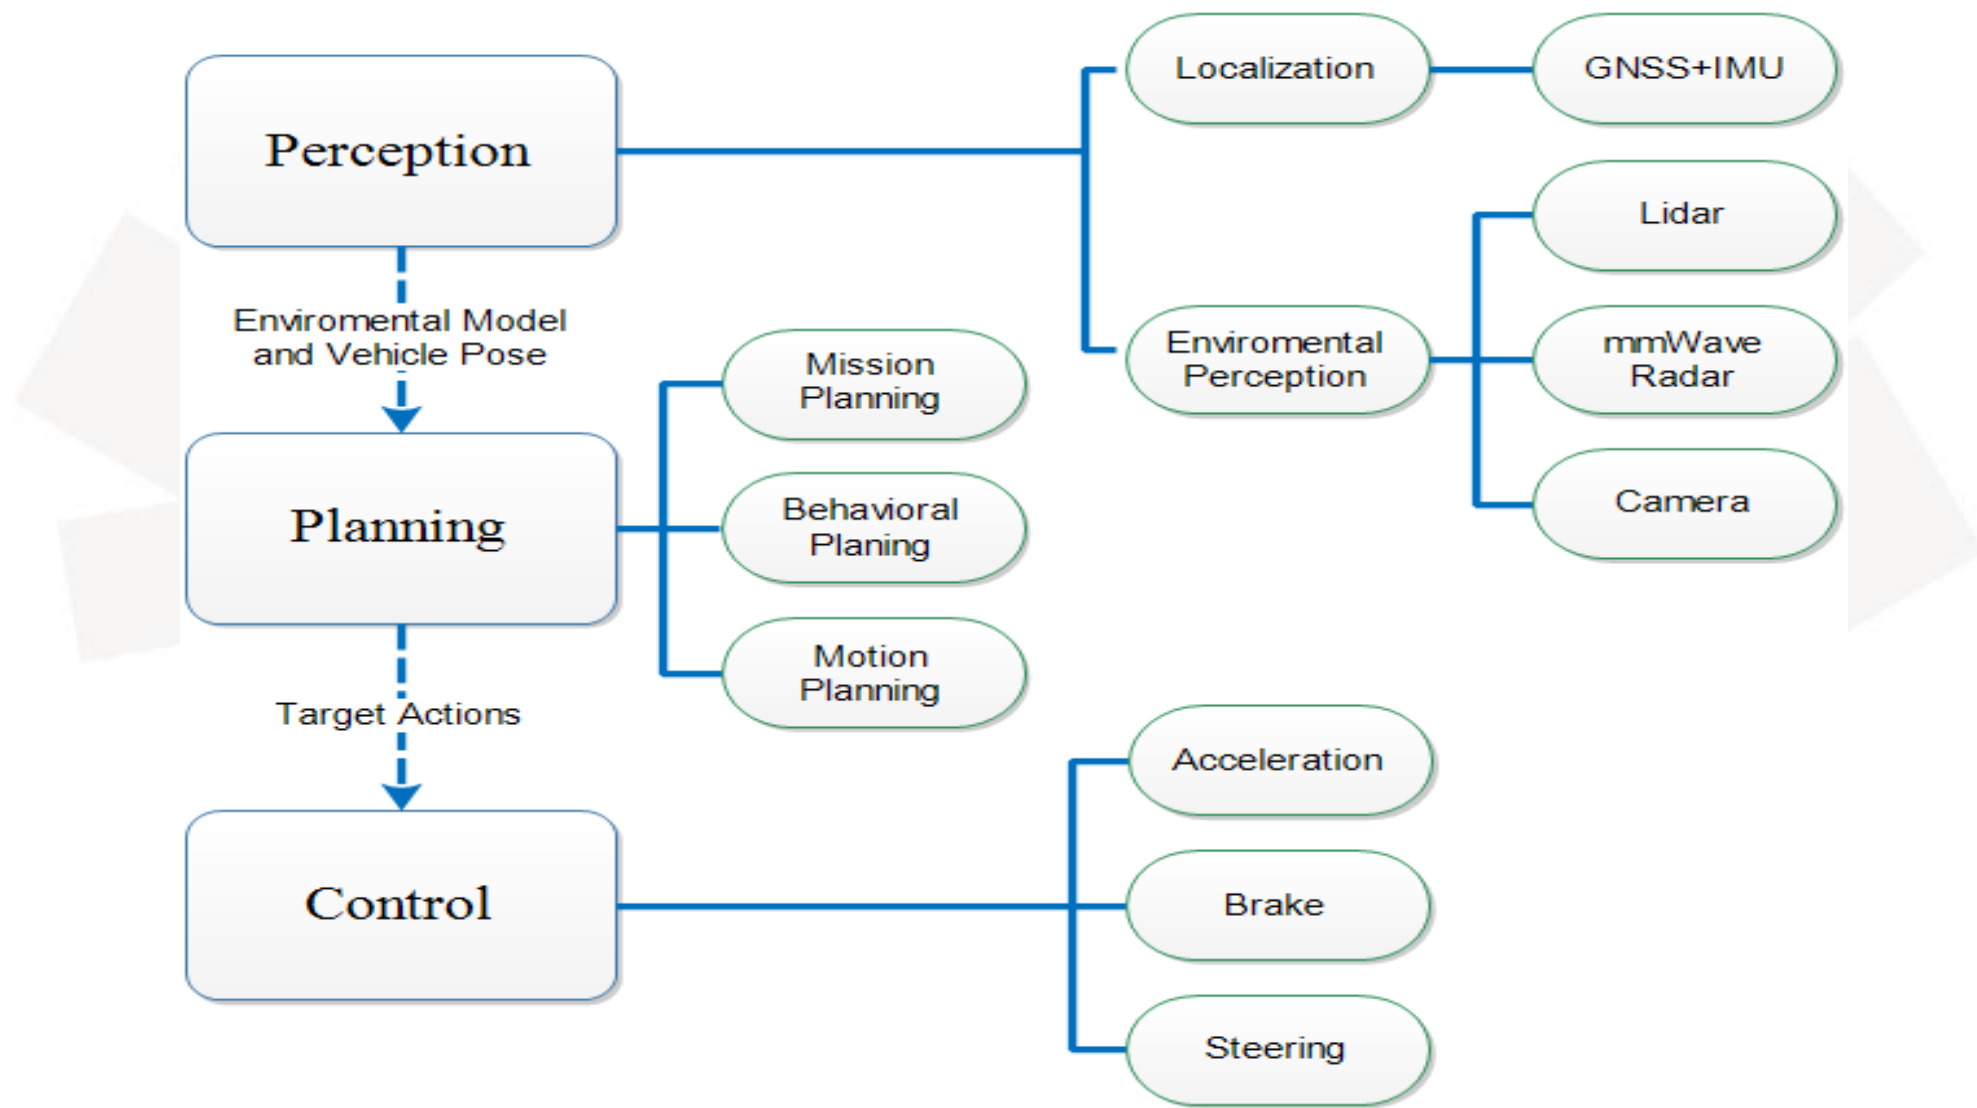 Perception
Localization
GNSS+IMU
Lidar
Enviromental
Perception
mmWave
Radar
Camera
Enviromental Model
and Vehicle Pose
Planning
Mission
Planning
Behavioral
Planing
Motion
Planning
Target Actions
Control
Acceleration
Brake
Steering